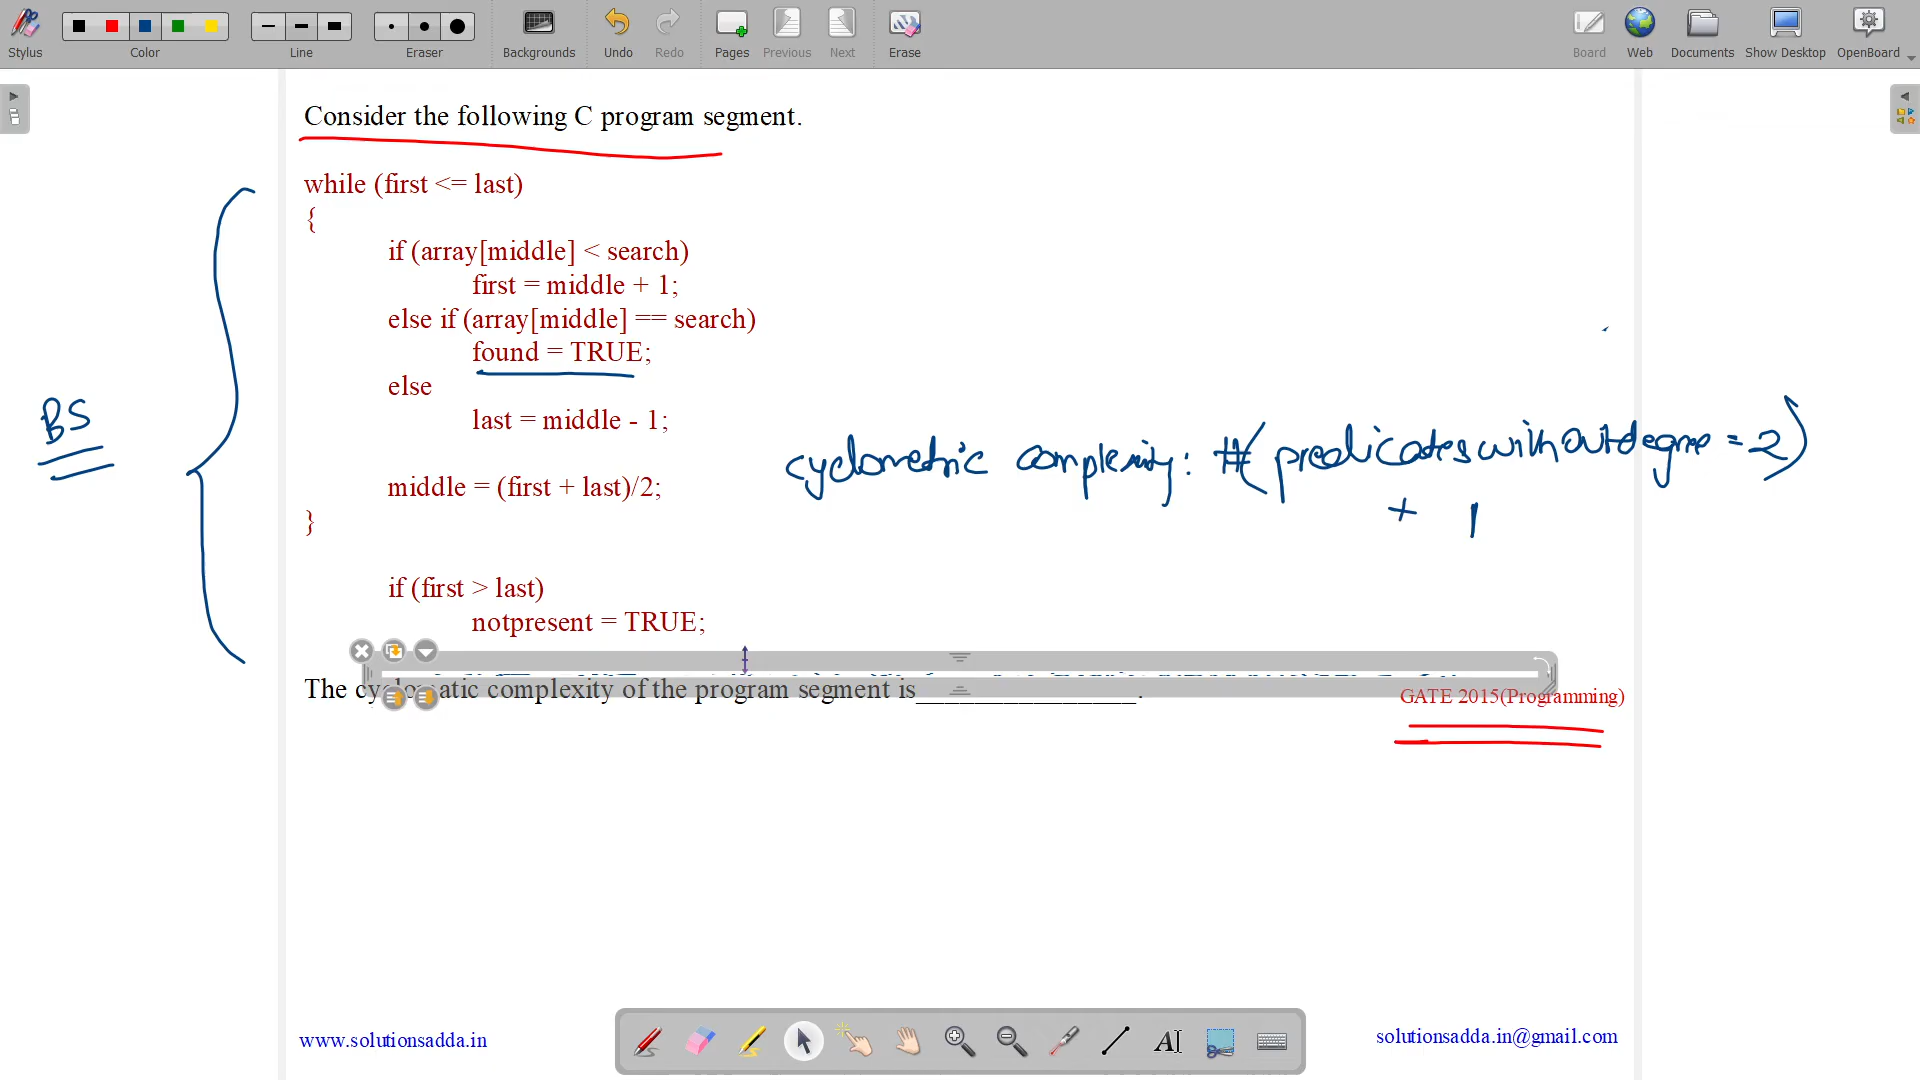 Stylus
Color
Line
Eraser
Backgrounds
Undo
Redo
Pages
Previous
Next
Erase
Board
Web
Documents
Show Desktop
OpenBoard
Consider the following C program segment.
while (first <= last)
{
if (array[middle] < search)
first = middle + 1;
else if (array[middle] == search)
found = TRUE;
else
last = middle - 1;
middle = (first + last)/2;
}
if (first > last)
notpresent = TRUE;
BS
cyclometric complexity: #(predicates with outdegree = 2)
+ 1
The cyclomatic complexity of the program segment is_______________.
GATE 2015(Programming)
www.solutionsadda.in
solutionsadda.in@gmail.com